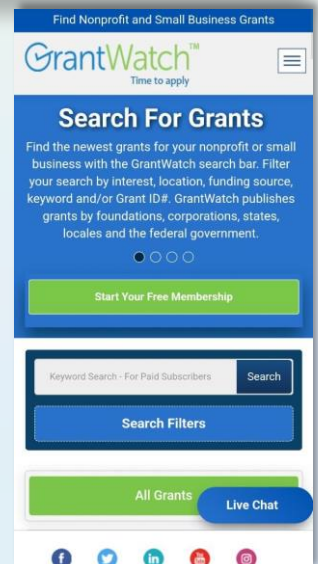 Find Nonprofit and Small Business Grants
GrantWatch™
Time to apply
Search For Grants
Find the newest grants for your nonprofit or small
business with the GrantWatch search bar. Filter
your search by interest, location, funding source,
keyword and/or Grant ID#. GrantWatch publishes
grants by foundations, corporations, states,
locales and the federal government.
Start Your Free Membership
Keyword Search - For Paid Subscribers Search
Search Filters
All Grants
Live Chat